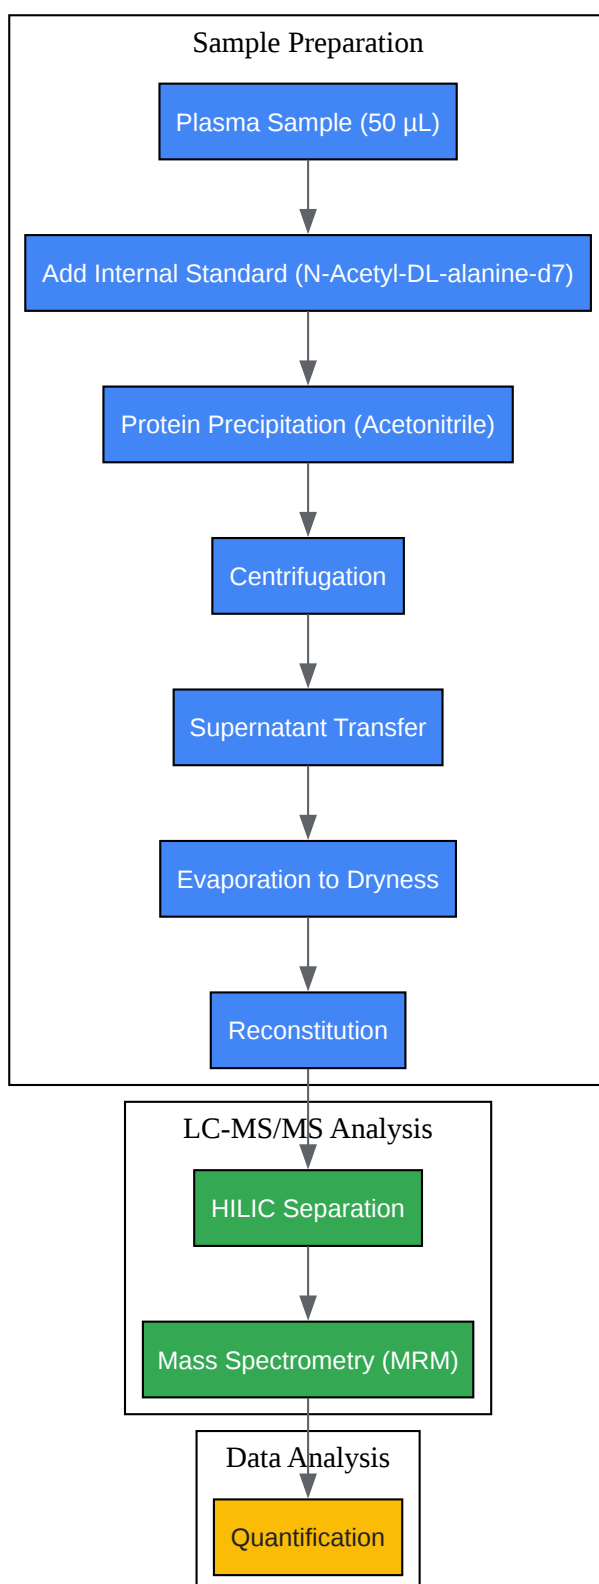 Sample Preparation
Plasma Sample (50 µL)
Add Internal Standard (N-Acetyl-DL-alanine-d7)
Protein Precipitation (Acetonitrile)
Centrifugation
Supernatant Transfer
Evaporation to Dryness
Reconstitution
LC-MS/MS Analysis
HILIC Separation
Mass Spectrometry (MRM)
Data Analysis
Quantification